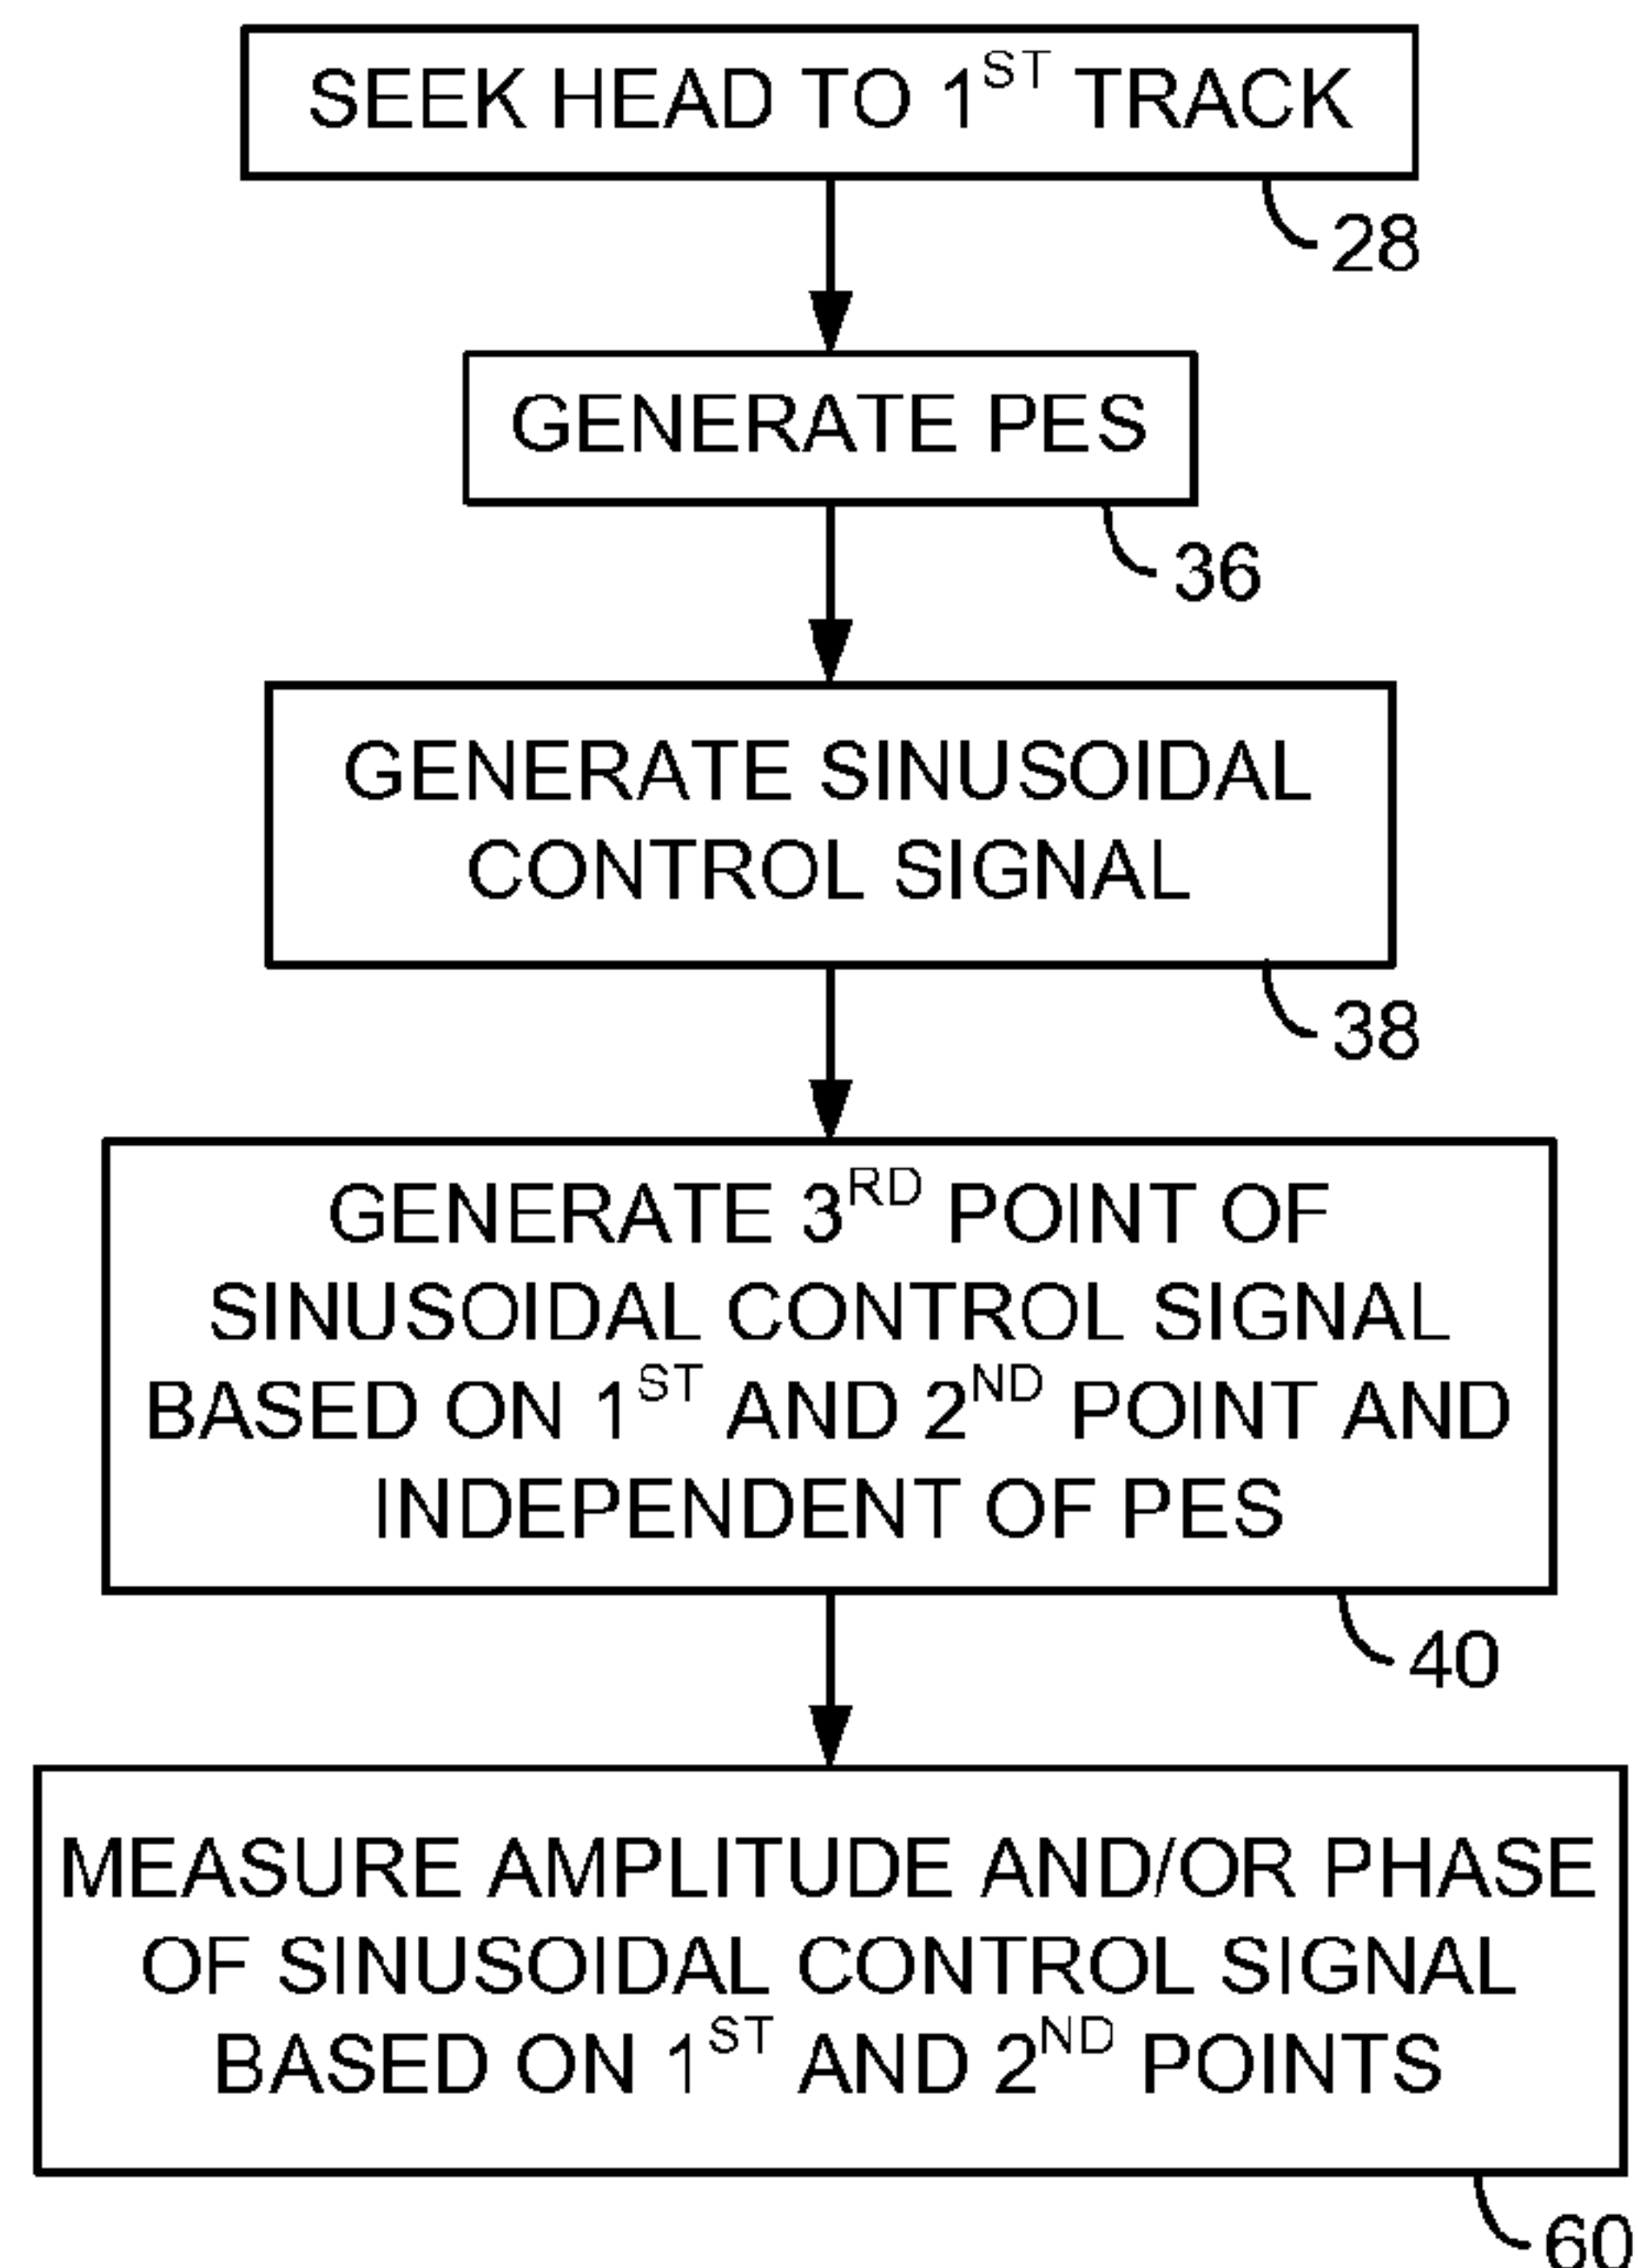 SEEK HEAD TO 1ST TRACK
28
GENERATE PES
36
GENERATE SINUSOIDAL
CONTROL SIGNAL
38
GENERATE 3RD POINT OF
SINUSOIDAL CONTROL SIGNAL
BASED ON 1ST AND 2ND POINT AND
INDEPENDENT OF PES
40
MEASURE AMPLITUDE AND/OR PHASE
OF SINUSOIDAL CONTROL SIGNAL
BASED ON 1ST AND 2ND POINTS
60